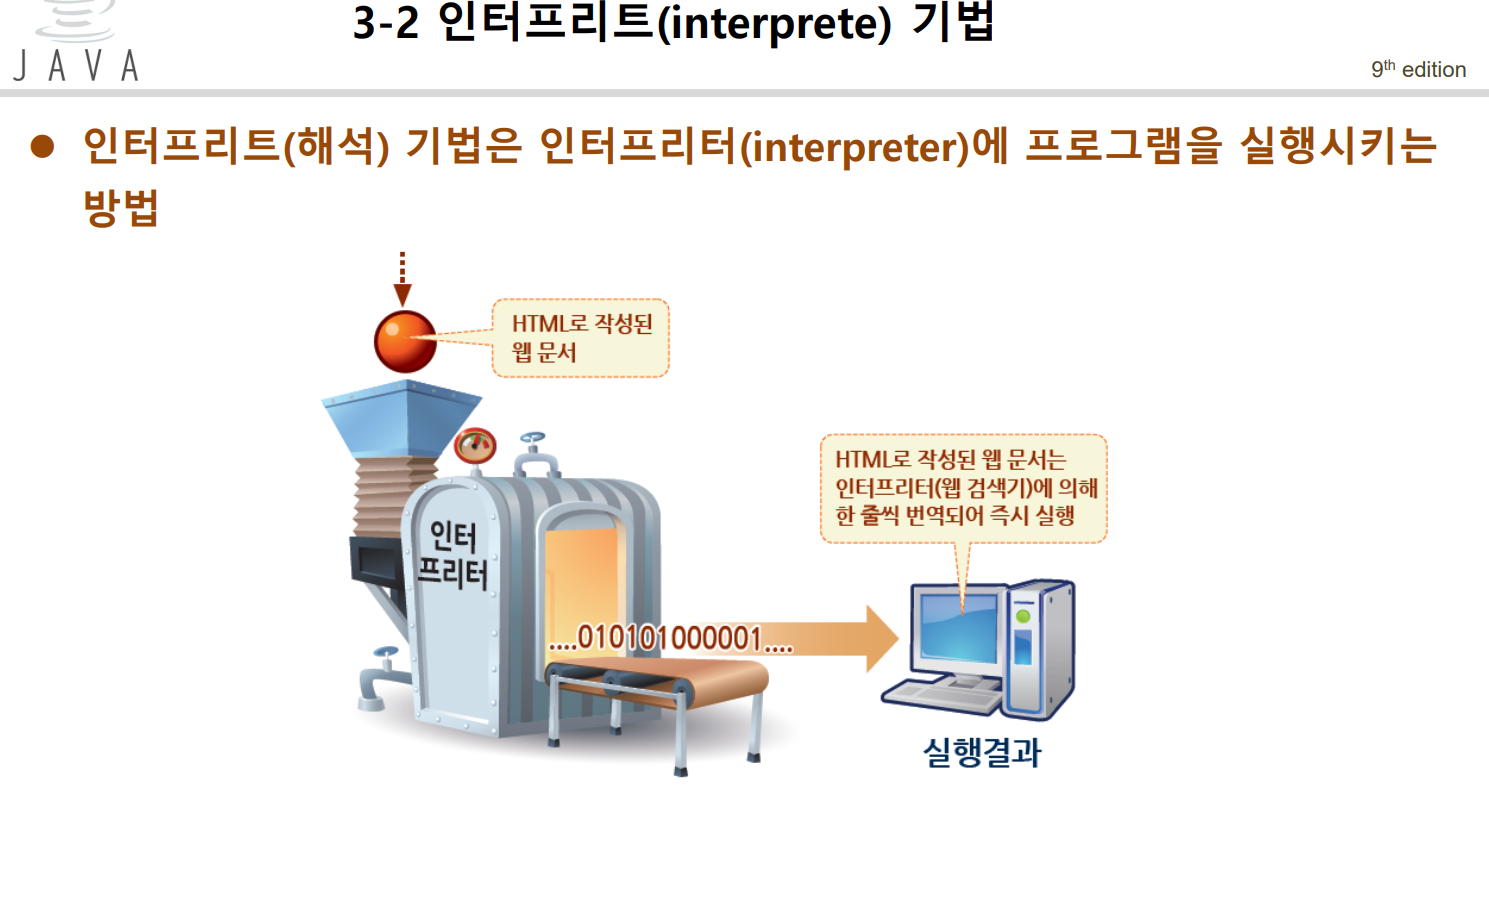 3-2 인터프리트(interprete) 기법
JAVA
9th edition
● 인터프리트(해석) 기법은 인터프리터(interpreter)에 프로그램을 실행시키는
방법
HTML로 작성된
웹 문서
HTML로 작성된 웹 문서는
인터프리터(웹 검색기)에 의해
한 줄씩 번역되어 즉시 실행
인터
프리터
....010101000001....
실행결과